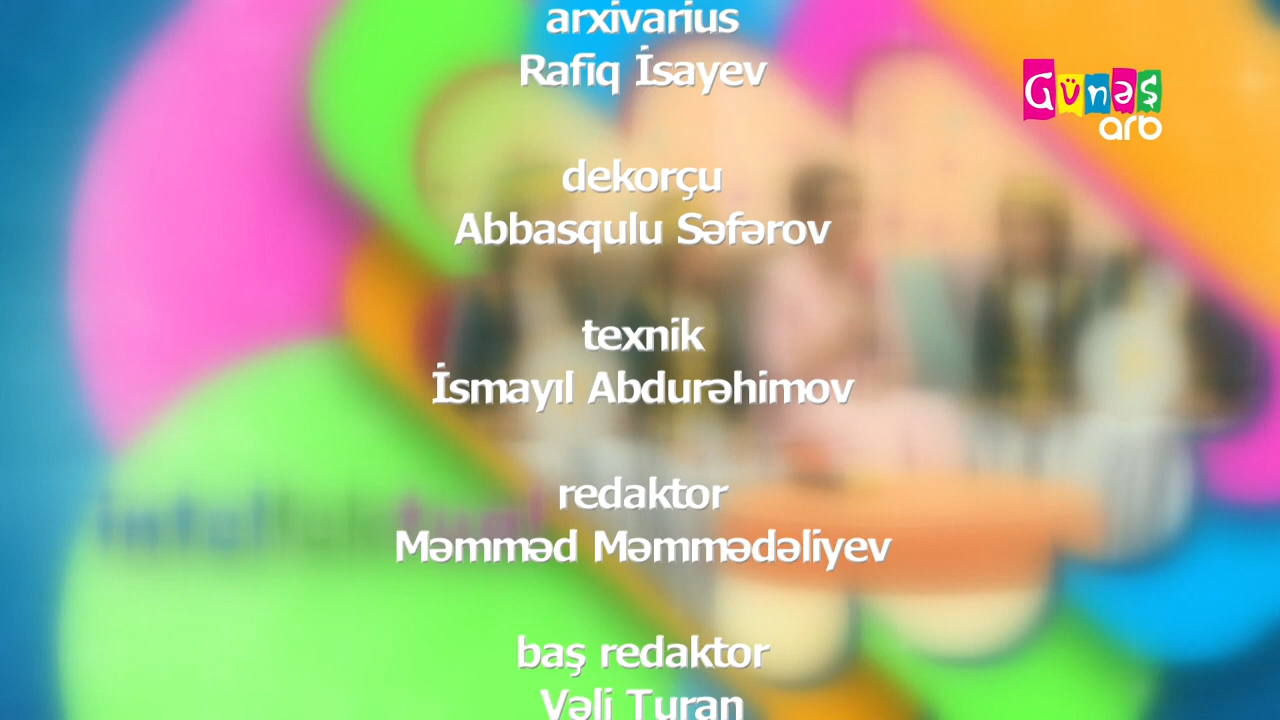 arxivarius
Rafiq İsayev
Günəş
arb
dekorçu
Abbasqulu Səfərov
texnik
İsmayıl Abdurəhimov
redaktor
Məmməd Məmmədəliyev
baş redaktor
Vəli Turan